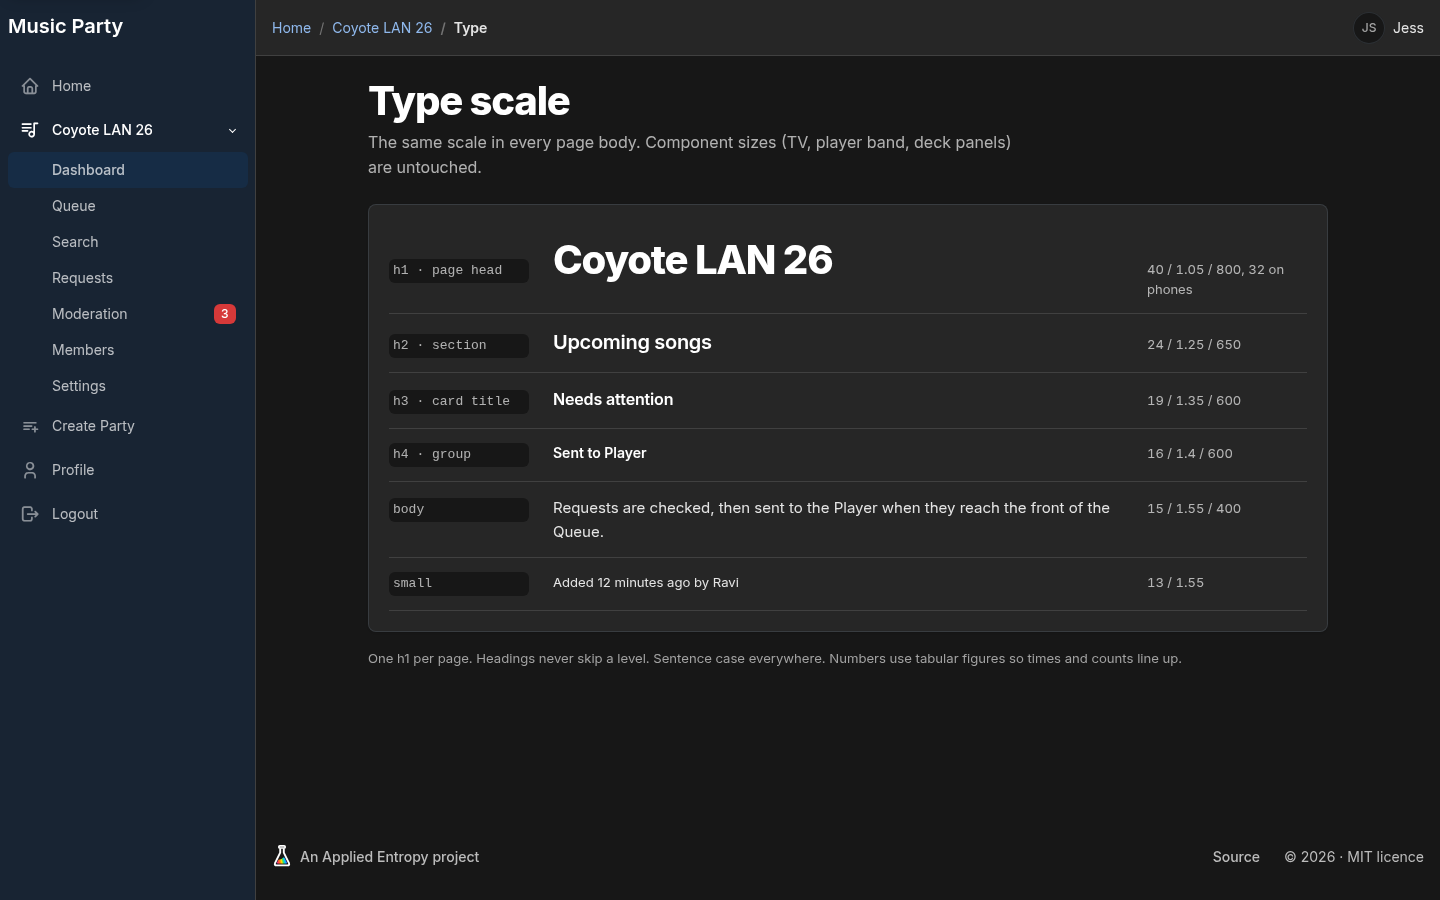 Music Party
Home / Coyote LAN 26 / Type
JS Jess
Home
Coyote LAN 26
Dashboard
Queue
Search
Requests
Moderation 3
Members
Settings
Create Party
Profile
Logout
Type scale
The same scale in every page body. Component sizes (TV, player band, deck panels)
are untouched.
h1 · page head Coyote LAN 26 40 / 1.05 / 800, 32 on
phones
h2 · section Upcoming songs 24 / 1.25 / 650
h3 · card title Needs attention 19 / 1.35 / 600
h4 · group Sent to Player 16 / 1.4 / 600
body Requests are checked, then sent to the Player when they reach the front of the 15 / 1.55 / 400
Queue.
small Added 12 minutes ago by Ravi 13 / 1.55
One h1 per page. Headings never skip a level. Sentence case everywhere. Numbers use tabular figures so times and counts line up.
An Applied Entropy project
Source © 2026 · MIT licence